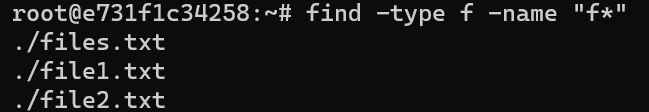 root@e731f1c34258:~# find -type f -name "f*"
./files.txt
./file1.txt
./file2.txt